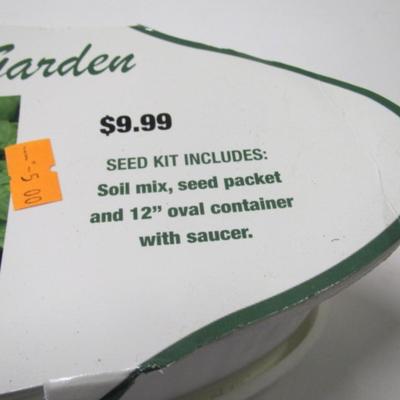 Garden
$9.99
SEED KIT INCLUDES:
Soil mix, seed packet
and 12" oval container
with saucer.